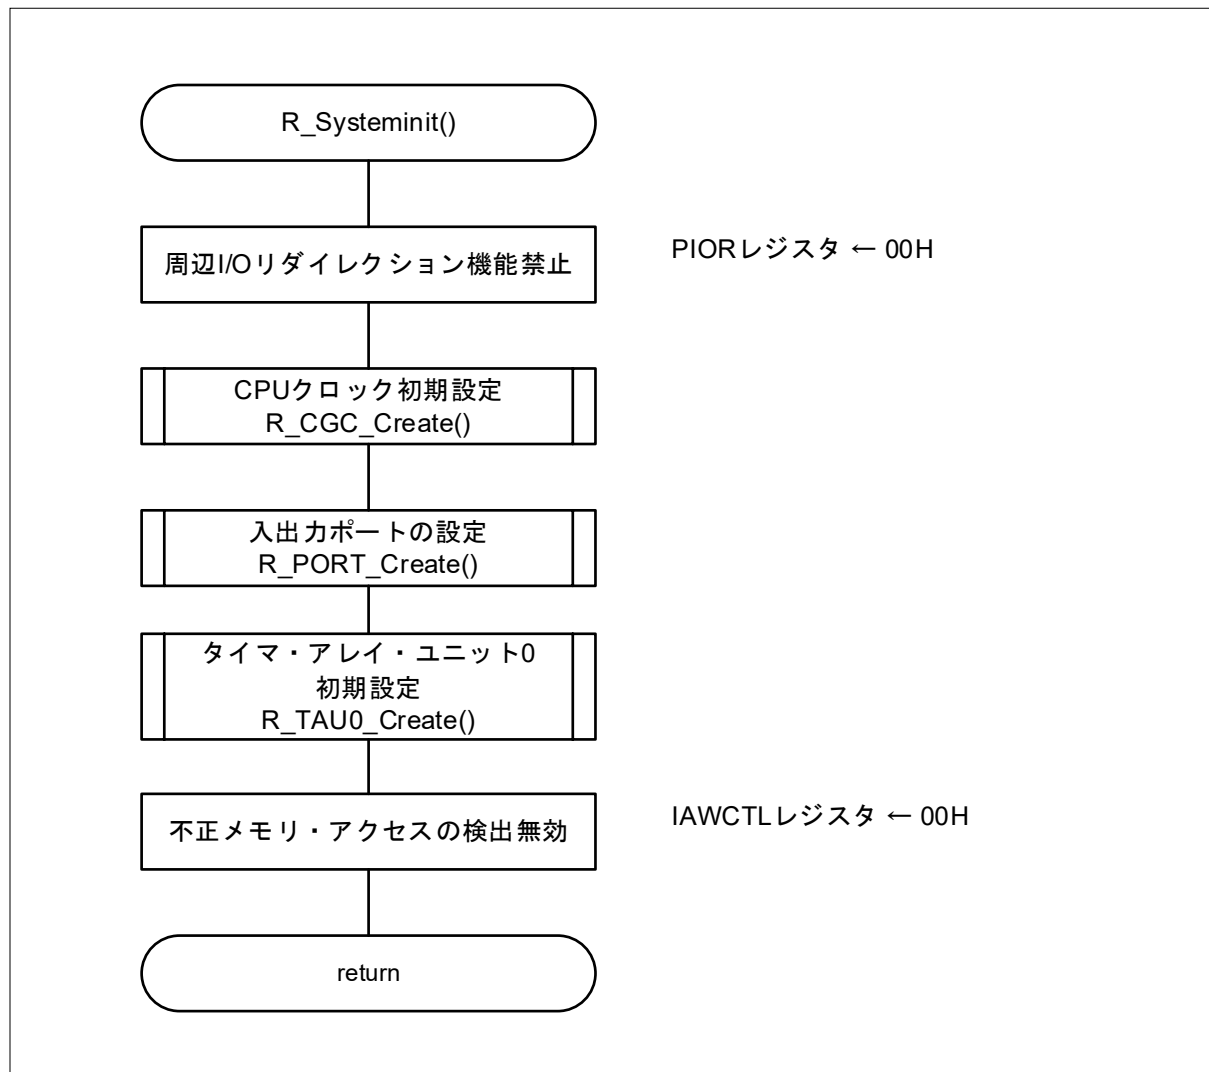 R_Systeminit()
周辺I/Oリダイレクション機能禁止
PIORレジスタ ← 00H
CPUクロック初期設定
R_CGC_Create()
入出力ポートの設定
R_PORT_Create()
タイマ・アレイ・ユニット0
初期設定
R_TAU0_Create()
不正メモリ・アクセスの検出無効
IAWCTLレジスタ ← 00H
return